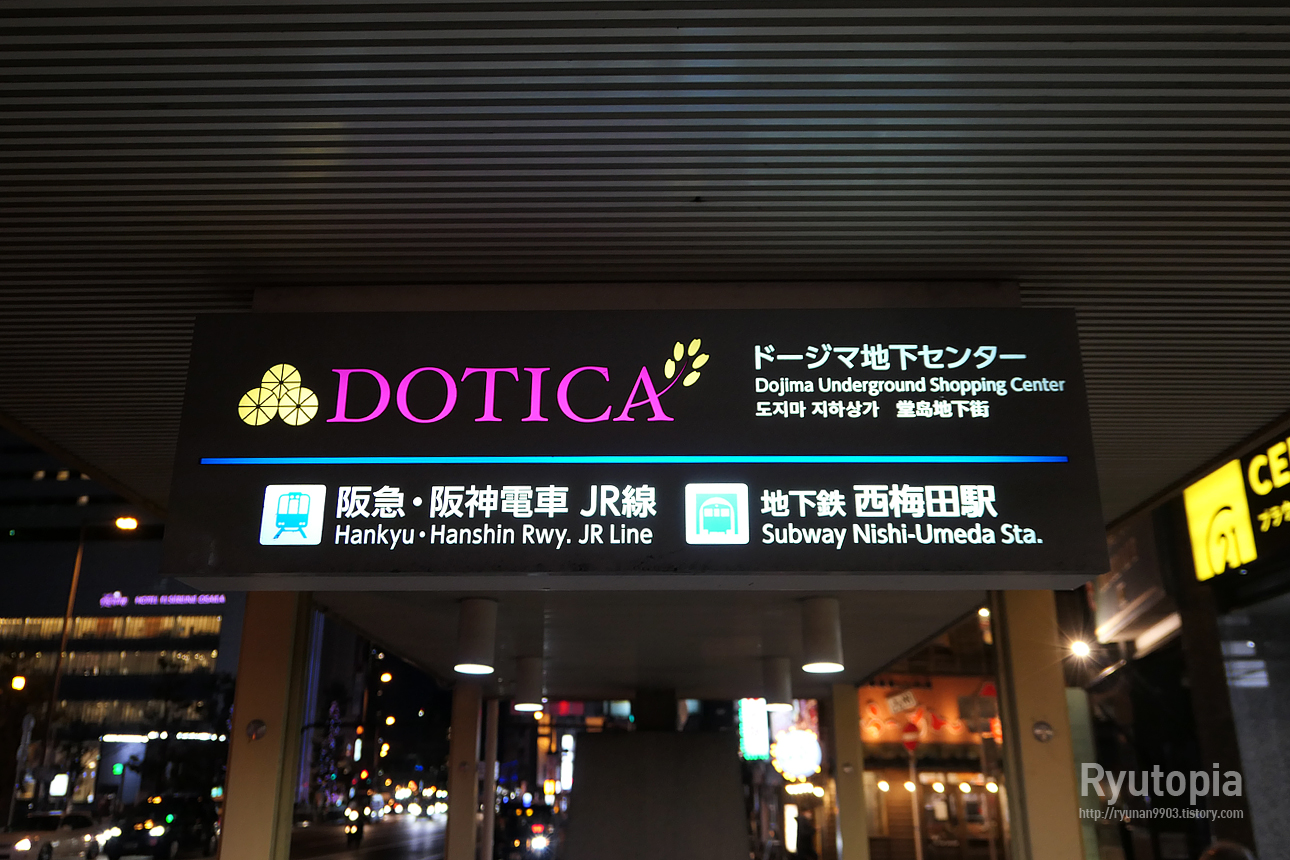 DOTICA
ドージマ地下センター
Dojima Underground Shopping Center
도지마 지하상가 堂岛地下街
阪急・阪神電車 JR線
Hankyu・Hanshin Rwy. JR Line
地下鉄 西梅田駅
Subway Nishi-Umeda Sta.
Ryutopia
http://ryunan9903.tistory.com